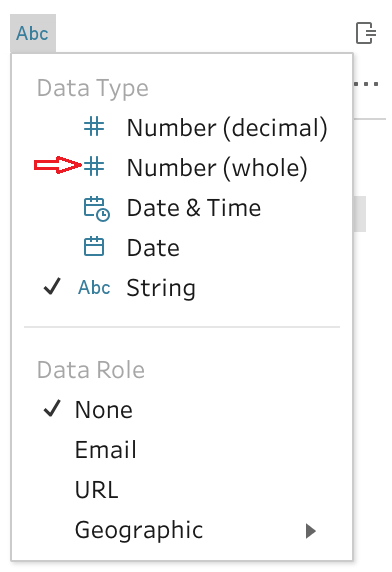 Abc
Data Type
Number (decimal)
Number (whole)
Date & Time
Date
Abc String
Data Role
None
Email
URL
Geographic